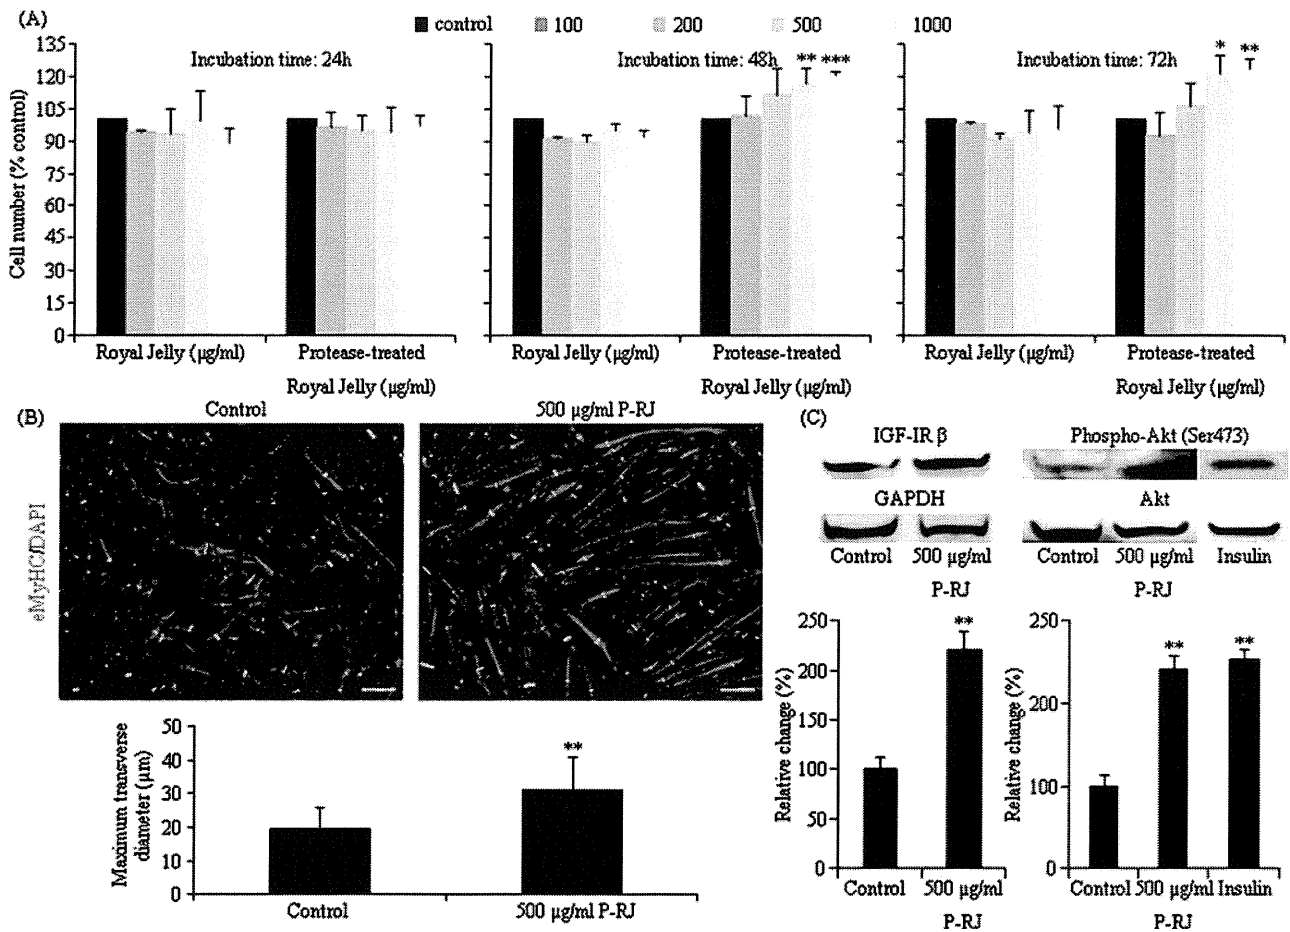 (A)
control 100 200 500 1000
Cell number (% control)
135
120
105
90
75
60
45
30
15
0
Incubation time: 24h
Incubation time: 48h
** ***
Incubation time: 72h
* **
Royal Jelly (µg/ml)
Protease-treated
Royal Jelly (µg/ml)
Royal Jelly (µg/ml)
Protease-treated
Royal Jelly (µg/ml)
Royal Jelly (µg/ml)
Protease-treated
Royal Jelly (µg/ml)
(B)
Control
500 µg/ml P-RJ
eMyHC/DAPI
Maximum transverse
diameter (µm)
50
40
30
20
10
0
**
Control
500 µg/ml P-RJ
(C)
IGF-IR β
GAPDH
Control 500 µg/ml
P-RJ
Phospho-Akt (Ser473)
Akt
Control 500 µg/ml Insulin
P-RJ
Relative change (%)
250
200
150
100
50
0
**
Control 500 µg/ml
P-RJ
Relative change (%)
250
200
100
50
0
**
**
Control 500 µg/ml Insulin
P-RJ